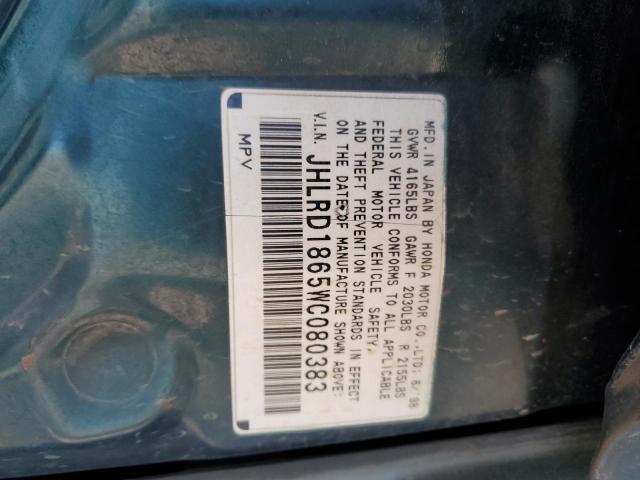 MFD. IN JAPAN BY HONDA MOTOR CO., LTD: 6/ 98
GVWR 4165LBS GAWR F 2030LBS R 2155LBS
THIS VEHICLE CONFORMS TO ALL APPLICABLE
FEDERAL MOTOR VEHICLE SAFETY,
AND THEFT PREVENTION STANDARDS IN EFFECT
ON THE DATE OF MANUFACTURE SHOWN ABOVE:
V.I.N. JHLRD1865WC080383
MPV